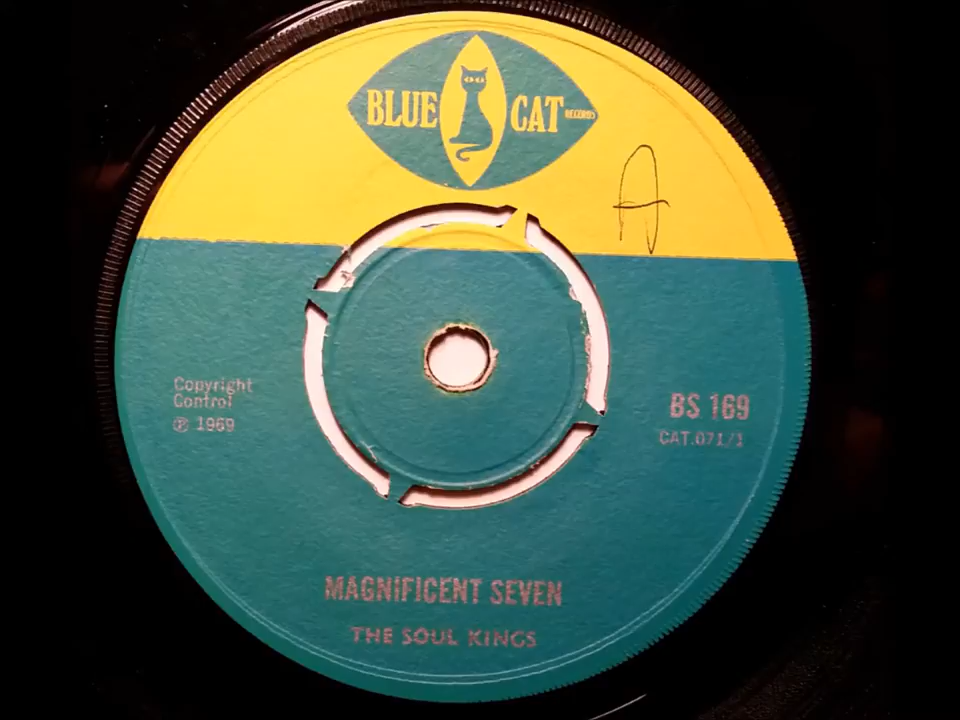 BLUE CAT RECORDS
A
Copyright
Control
℗ 1969
BS 169
CAT.071/1
MAGNIFICENT SEVEN
THE SOUL KINGS